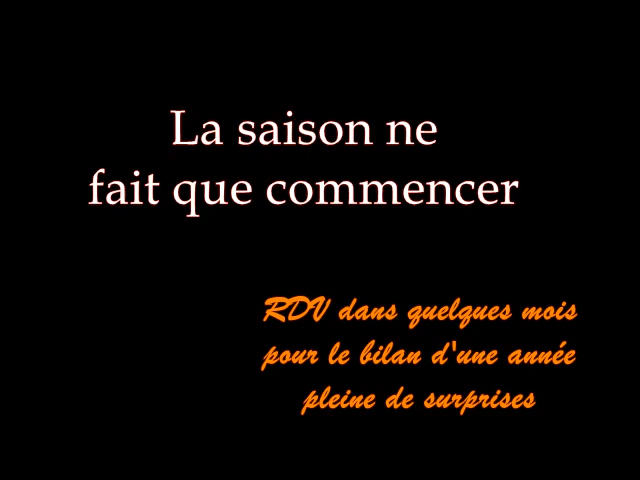 La saison ne
fait que commencer
RDV dans quelques mois
pour le bilan d'une année
pleine de surprises